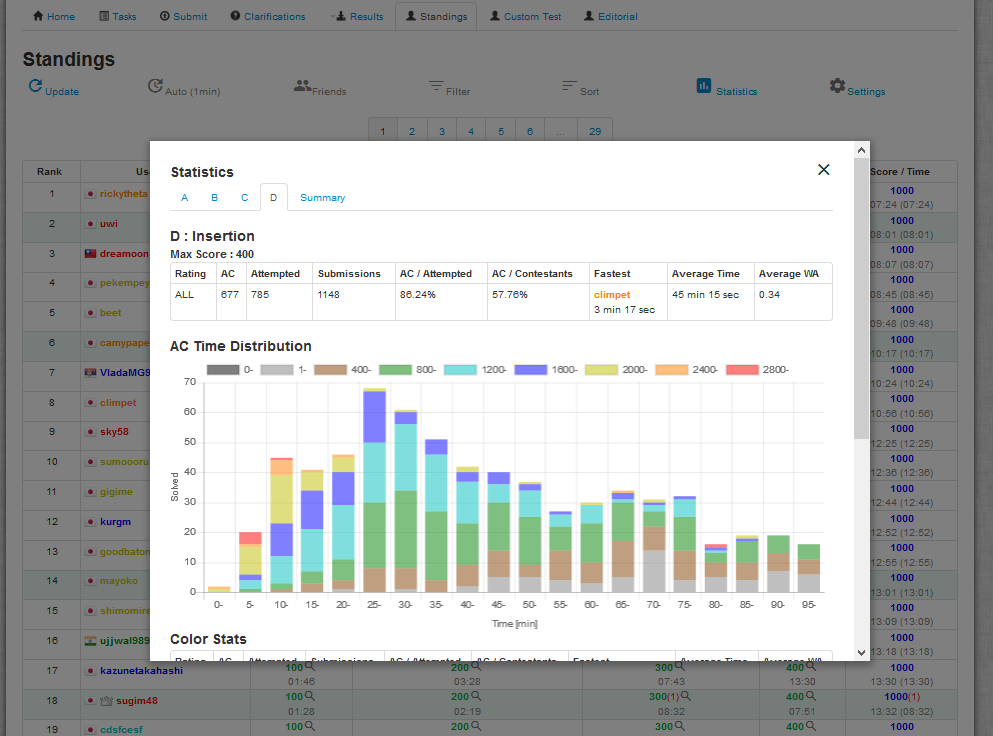 Home Tasks Submit Clarifications Results Standings Custom Test Editorial
Standings
Update Auto (1min) Friends Filter Sort Statistics Settings
1 2 3 4 5 6 ... 29
Rank Score / Time
1 rickytheta 1000
07:24 (07:24)
2 uwi 1000
08:01 (08:01)
3 dreamoon 1000
08:07 (08:07)
4 pekempey 1000
08:45 (08:45)
5 beet 1000
09:48 (09:48)
6 camypape 1000
10:17 (10:17)
7 VladaMG9 1000
10:24 (10:24)
8 climpet 1000
10:56 (10:56)
9 sky58 1000
12:25 (12:25)
10 sumoooru 1000
12:36 (12:36)
11 gigime 1000
12:44 (12:44)
12 kurgm 1000
12:52 (12:52)
13 goodbaton 1000
12:55 (12:55)
14 mayoko 1000
13:01 (13:01)
15 shimomire 1000
13:09 (13:09)
16 ujjwal989 1000
13:18 (13:18)
17 kazunetakahashi 100 200 300 400 1000
01:46 03:28 07:43 13:30 13:30 (13:30)
18 sugim48 100 200 300(1) 400 1000(1)
01:28 02:19 08:32 07:51 13:32 (08:32)
19 cdsfcesf 100 200 300 400 1000
Statistics
A B C D Summary
D : Insertion
Max Score : 400
Rating AC Attempted Submissions AC / Attempted AC / Contestants Fastest Average Time Average WA
ALL 677 785 1148 86.24% 57.76% climpet 45 min 15 sec 0.34
3 min 17 sec
AC Time Distribution
0- 1- 400- 800- 1200- 1600- 2000- 2400- 2800-
70
60
50
40
30
20
10
0
Solved
0- 5- 10- 15- 20- 25- 30- 35- 40- 45- 50- 55- 60- 65- 70- 75- 80- 85- 90- 95-
Time [min]
Color Stats
Rating AC Attempted Submissions AC / Attempted AC / Contestants Fastest Average Time Average WA